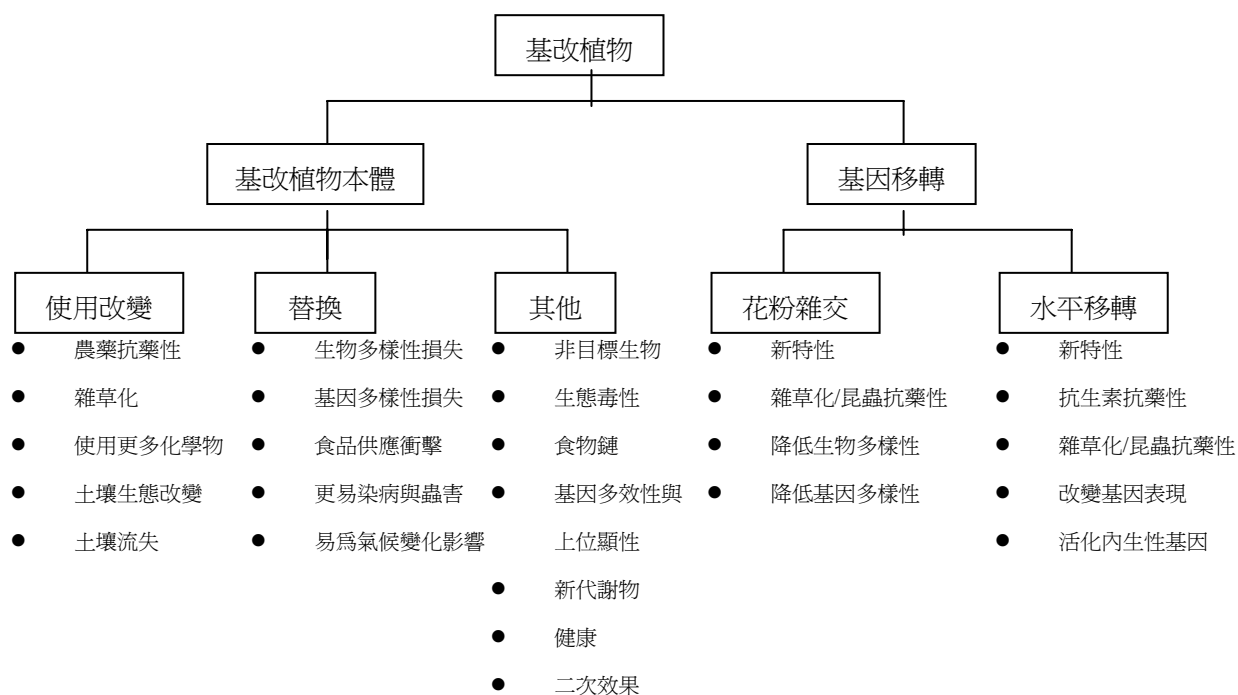 基改植物
基改植物本體
基因移轉
使用改變
替換
其他
花粉雜交
水平移轉
● 農藥抗藥性
● 雜草化
● 使用更多化學物
● 土壤生態改變
● 土壤流失
● 生物多樣性損失
● 基因多樣性損失
● 食品供應衝擊
● 更易染病與蟲害
● 易爲氣候變化影響
● 非目標生物
● 生態毒性
● 食物鏈
● 基因多效性與
上位顯性
● 新代謝物
● 健康
● 二次效果
● 新特性
● 雜草化/昆蟲抗藥性
● 降低生物多樣性
● 降低基因多樣性
● 新特性
● 抗生素抗藥性
● 雜草化/昆蟲抗藥性
● 改變基因表現
● 活化內生性基因